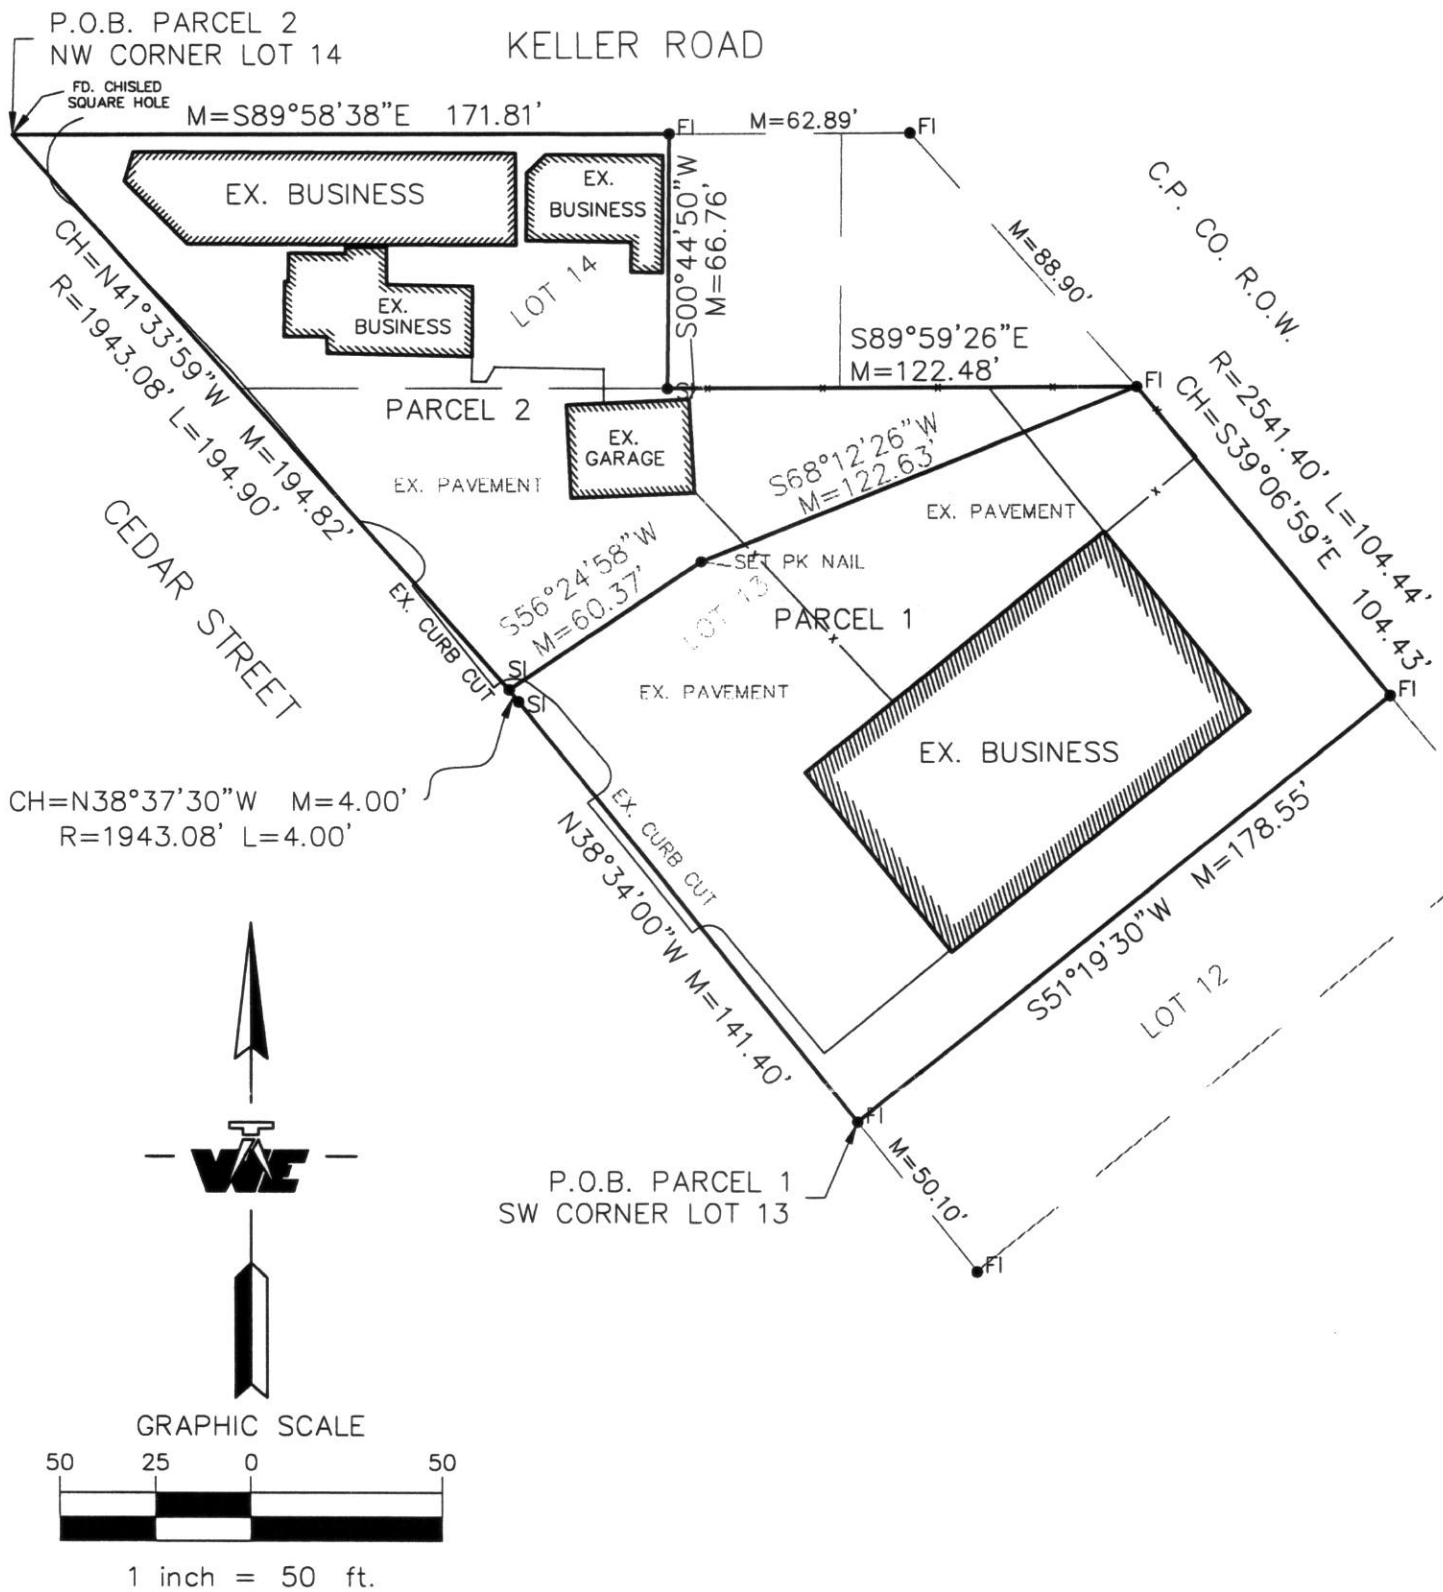 P.O.B. PARCEL 2
NW CORNER LOT 14
KELLER ROAD
FD. CHISLED
SQUARE HOLE
M=S89°58'38"E 171.81'
FI
M=62.89'
FI
C.P. CO. R.O.W.
EX. BUSINESS
EX.
BUSINESS
S00°44'50"W
M=66.76'
M=88.90'
LOT 14
EX.
BUSINESS
CH=N41°33'59"W M=194.82'
R=1943.08' L=194.90'
S89°59'26"E
M=122.48'
FI
PARCEL 2
R=2541.40' L=104.44'
CH=S39°06'59"E 104.43'
EX.
GARAGE
EX. PAVEMENT
S68°12'26"W
M=122.63'
EX. PAVEMENT
CEDAR STREET
S56°24'58"W
M=60.37'
SET PK NAIL
LOT 13
PARCEL 1
EX. CURB CUT
SI
SI
EX. PAVEMENT
FI
EX. BUSINESS
CH=N38°37'30"W M=4.00'
R=1943.08' L=4.00'
EX. CURB CUT
N38°34'00"W M=141.40'
S51°19'30"W M=178.55'
LOT 12
FI
P.O.B. PARCEL 1
SW CORNER LOT 13
M=50.10'
FI
GRAPHIC SCALE
50 25 0 50
1 inch = 50 ft.